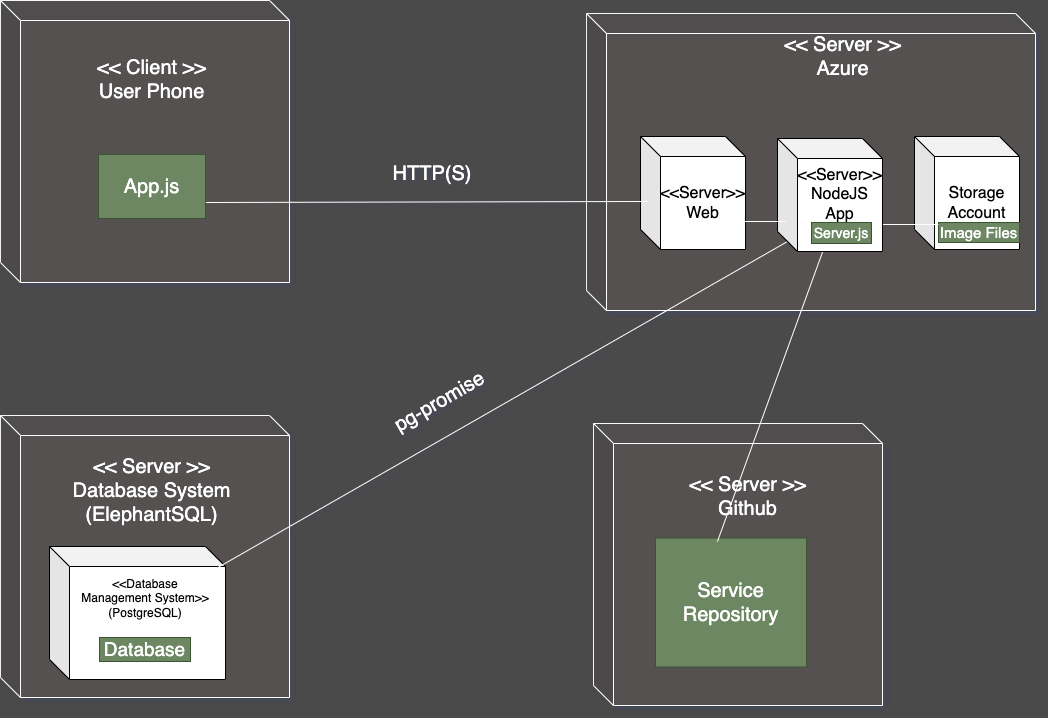 << Client >>
User Phone
App.js
HTTP(S)
<< Server >>
Azure
<<Server>>
Web
<<Server>>
NodeJS
App
Server.js
Storage
Account
Image Files
pg-promise
<< Server >>
Database System
(ElephantSQL)
<<Database
Management System>>
(PostgreSQL)
Database
<< Server >>
Github
Service
Repository